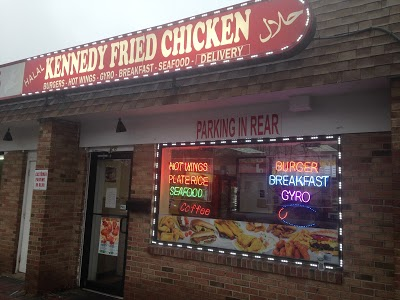 HALAL
KENNEDY FRIED CHICKEN
حلال
BURGERS - HOT WINGS - GYRO - BREAKFAST - SEAFOOD - DELIVERY
PARKING IN REAR
HOT WINGS
PLATE RICE
SEAFOOD
Coffee
BURGER
BREAKFAST
GYRO